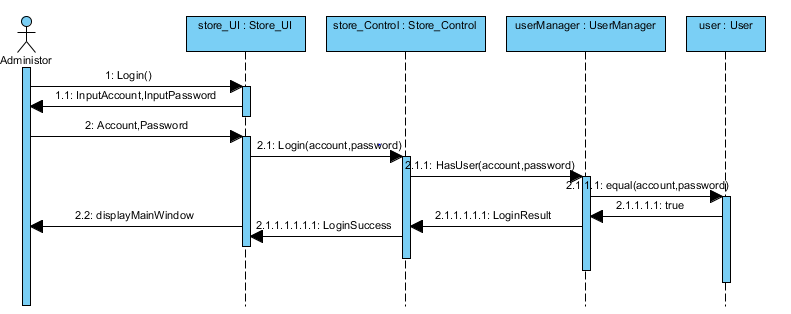 store_UI : Store_UI
store_Control : Store_Control
userManager : UserManager
user : User
Administor
1: Login()
1.1: InputAccount,InputPassword
2: Account,Password
2.1: Login(account,password)
2.1.1: HasUser(account,password)
2.1.1.1: equal(account,password)
2.1.1.1.1: true
2.2: displayMainWindow
2.1.1.1.1.1: LoginResult
2.1.1.1.1.1.1: LoginSuccess